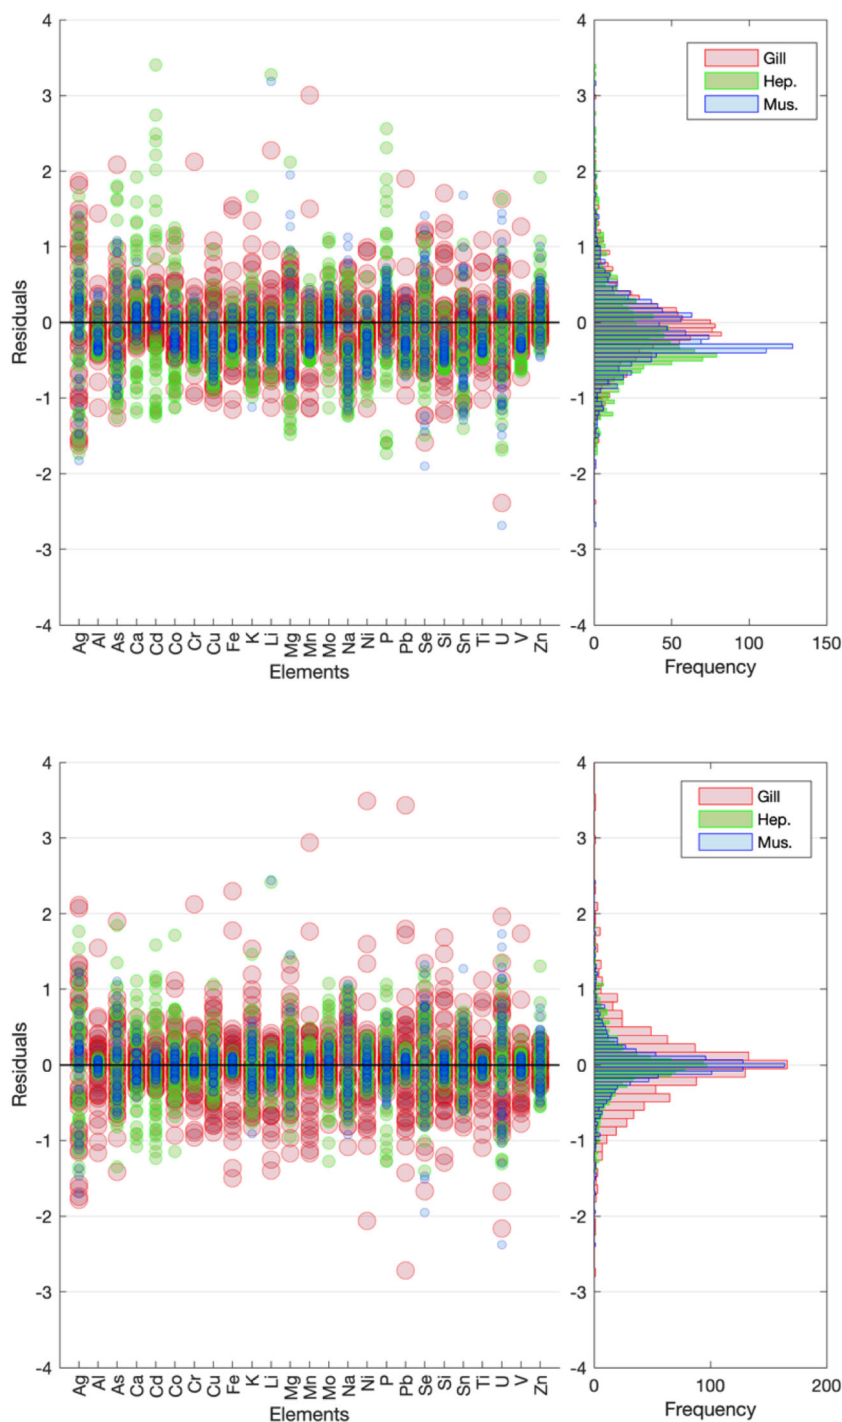 4
3
2
1
0
-1
-2
-3
-4
Residuals
Ag Al As Ca Cd Co Cr Cu Fe K Li Mg Mn Mo Na Ni P Pb Se Si Sn Ti U V Zn
Elements
4
3
2
1
0
-1
-2
-3
-4
0 50 100 150
Frequency
Gill
Hep.
Mus.
4
3
2
1
0
-1
-2
-3
-4
Residuals
Ag Al As Ca Cd Co Cr Cu Fe K Li Mg Mn Mo Na Ni P Pb Se Si Sn Ti U V Zn
Elements
4
3
2
1
0
-1
-2
-3
-4
0 100 200
Frequency
Gill
Hep.
Mus.